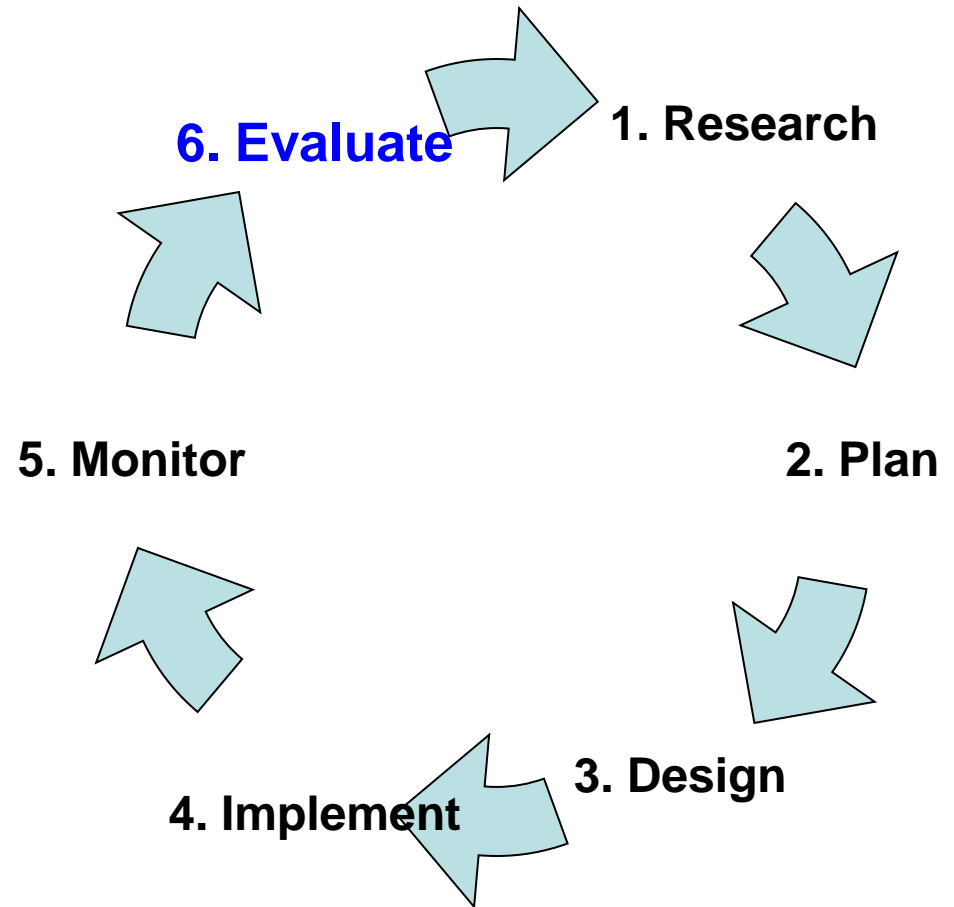 1. Research
2. Plan
3. Design
4. Implement
5. Monitor
6. Evaluate